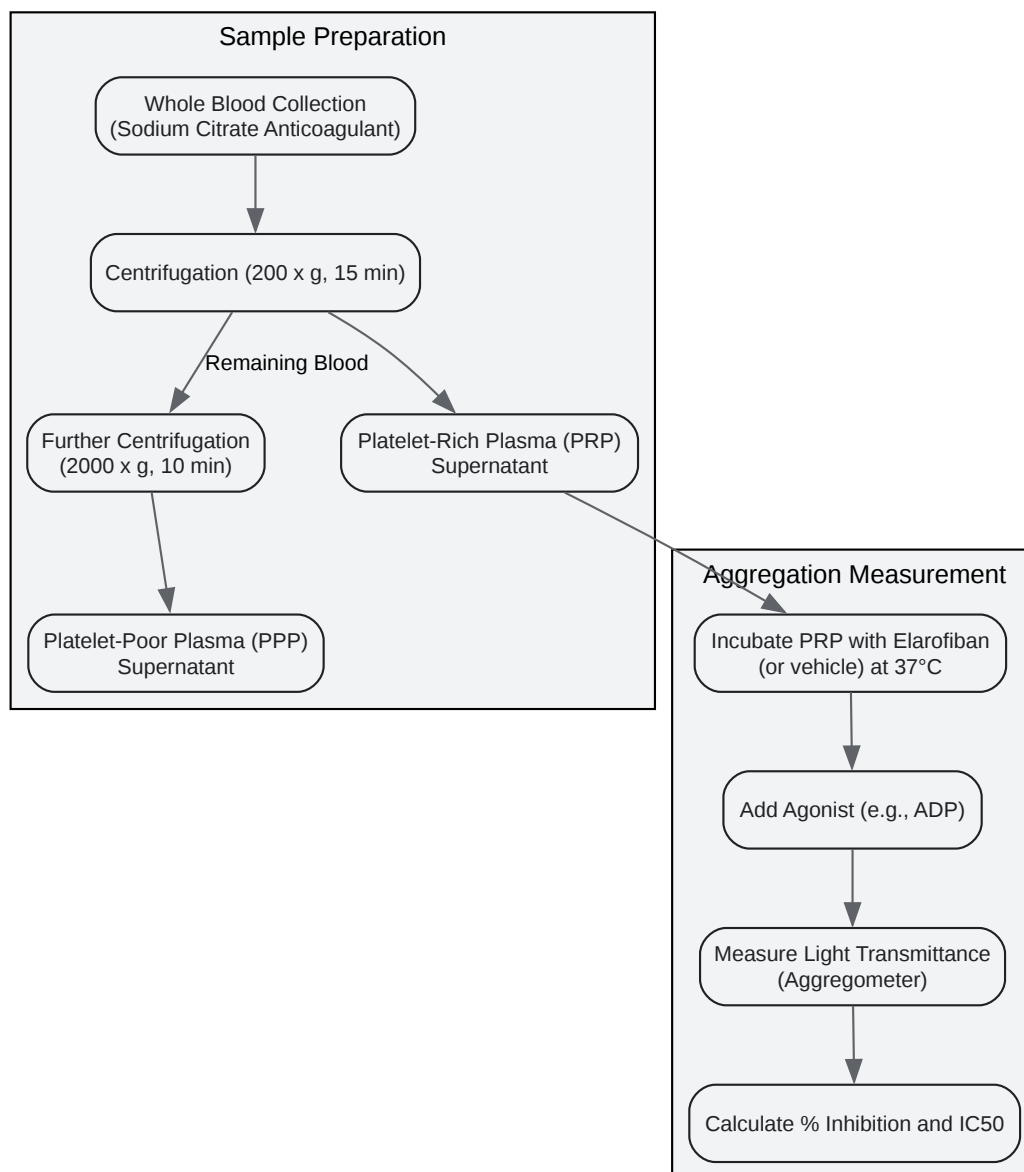 Sample Preparation
Whole Blood Collection
(Sodium Citrate Anticoagulant)
Centrifugation (200 x g, 15 min)
Remaining Blood
Further Centrifugation
(2000 x g, 10 min)
Platelet-Rich Plasma (PRP)
Supernatant
Platelet-Poor Plasma (PPP)
Supernatant
Aggregation Measurement
Incubate PRP with Elarofiban
(or vehicle) at 37°C
Add Agonist (e.g., ADP)
Measure Light Transmittance
(Aggregometer)
Calculate % Inhibition and IC50